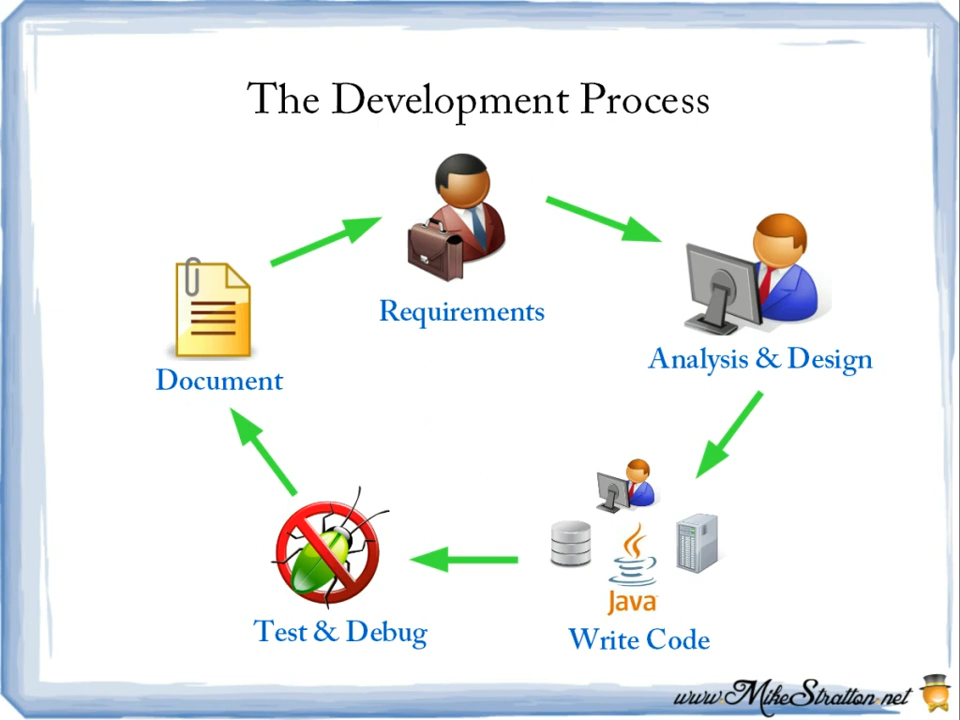 The Development Process
Requirements
Analysis & Design
Document
Java
Write Code
Test & Debug
www.MikeStratton.net